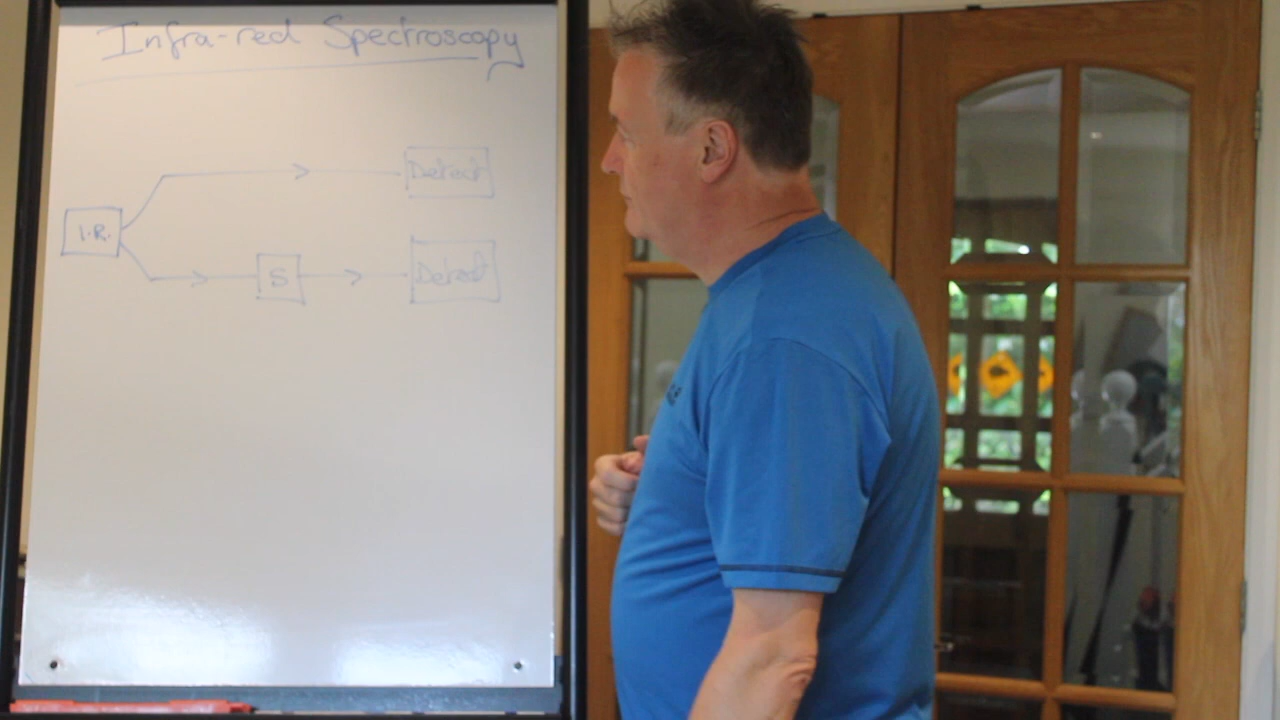 Infra-red Spectroscopy
Detect
I.R.
S
Detect